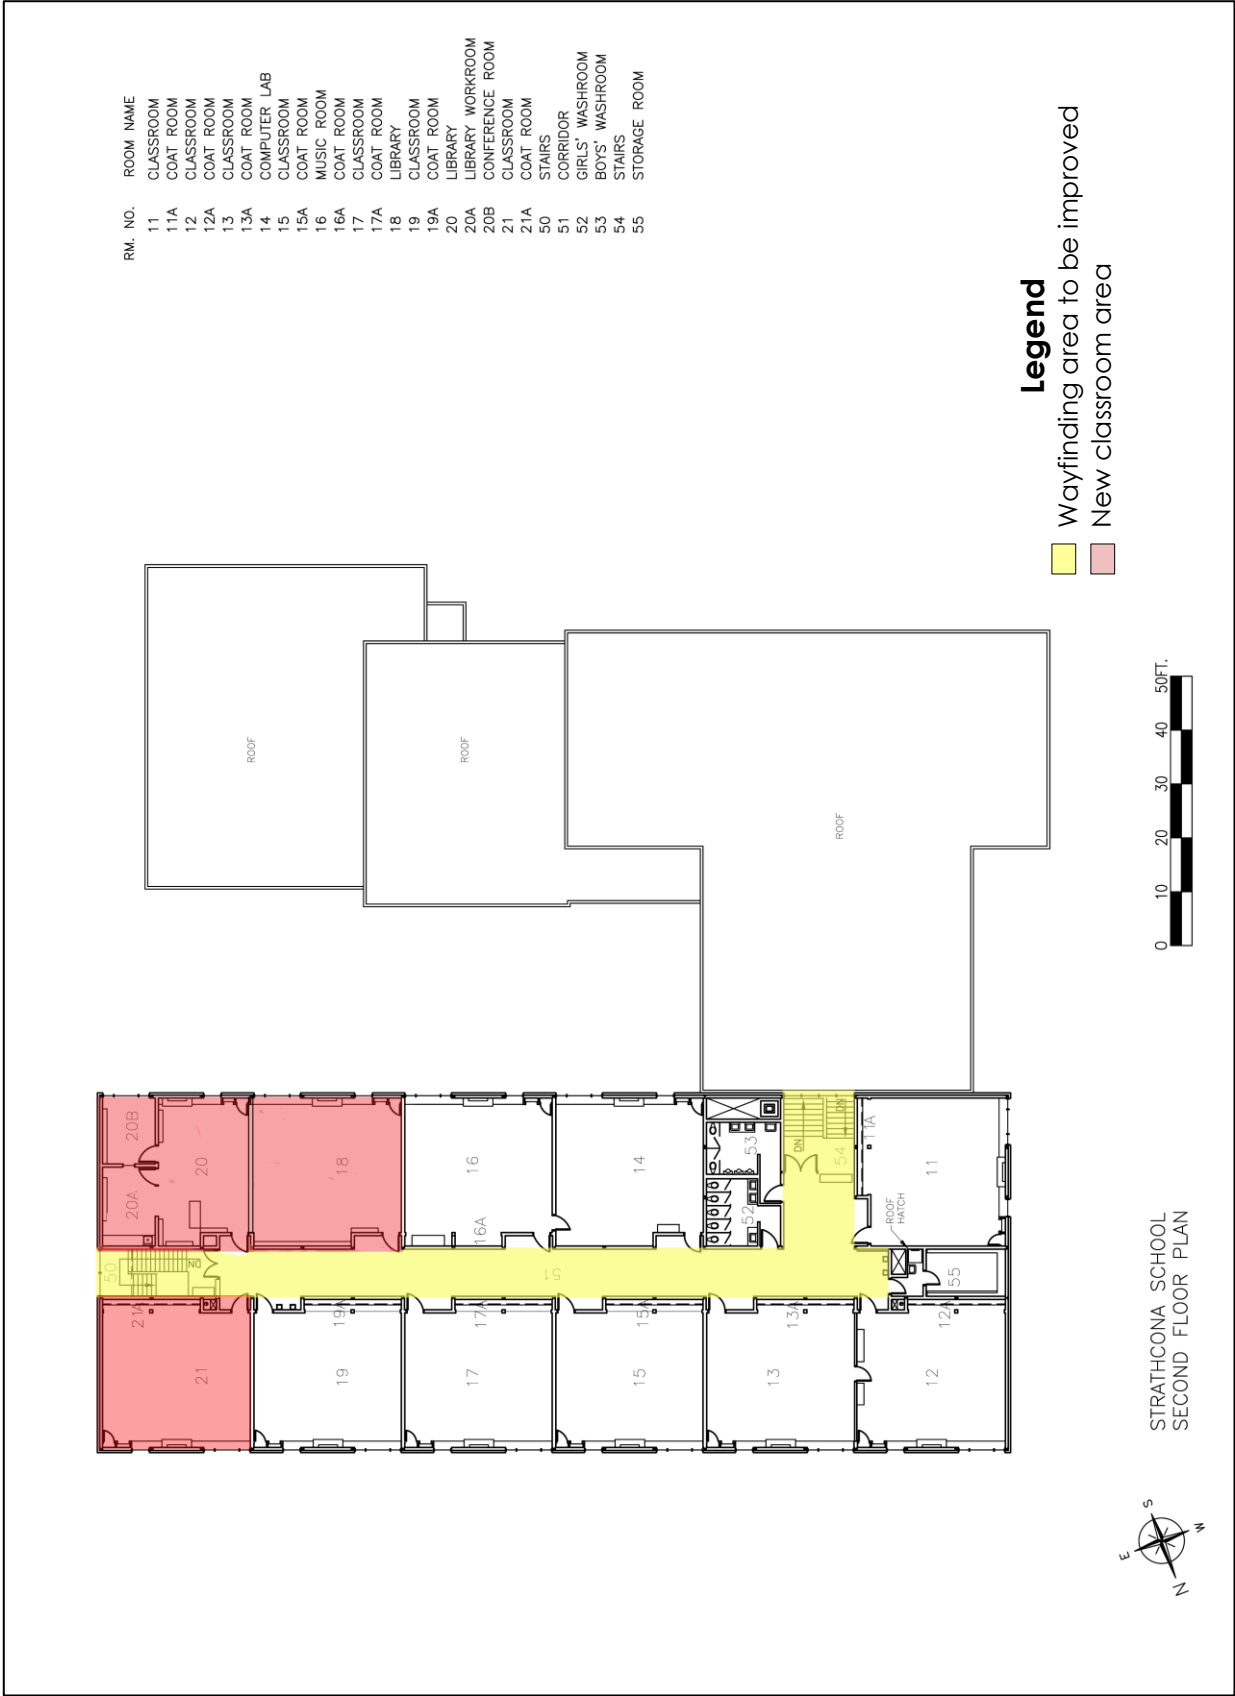 RM. NO. ROOM NAME
11 CLASSROOM
11A COAT ROOM
12 CLASSROOM
12A COAT ROOM
13 CLASSROOM
13A COAT ROOM
14 COMPUTER LAB
15 CLASSROOM
15A COAT ROOM
16 MUSIC ROOM
16A COAT ROOM
17 CLASSROOM
17A COAT ROOM
18 LIBRARY
19 CLASSROOM
19A COAT ROOM
20 LIBRARY
20A LIBRARY WORKROOM
20B CONFERENCE ROOM
21 CLASSROOM
21A COAT ROOM
50 STAIRS
51 CORRIDOR
52 GIRLS' WASHROOM
53 BOYS' WASHROOM
54 STAIRS
55 STORAGE ROOM
Legend
Wayfinding area to be improved
New classroom area
ROOF
ROOF
ROOF
0 10 20 30 40 50FT.
20B
20A
20
18
16
16A
14
53
52
DN
DN
54
11A
11
ROOF
HATCH
50
DN
51
55
21A
21
19A
19
17A
17
15A
15
13A
13
12A
12
STRATHCONA SCHOOL
SECOND FLOOR PLAN
N
E
S
W